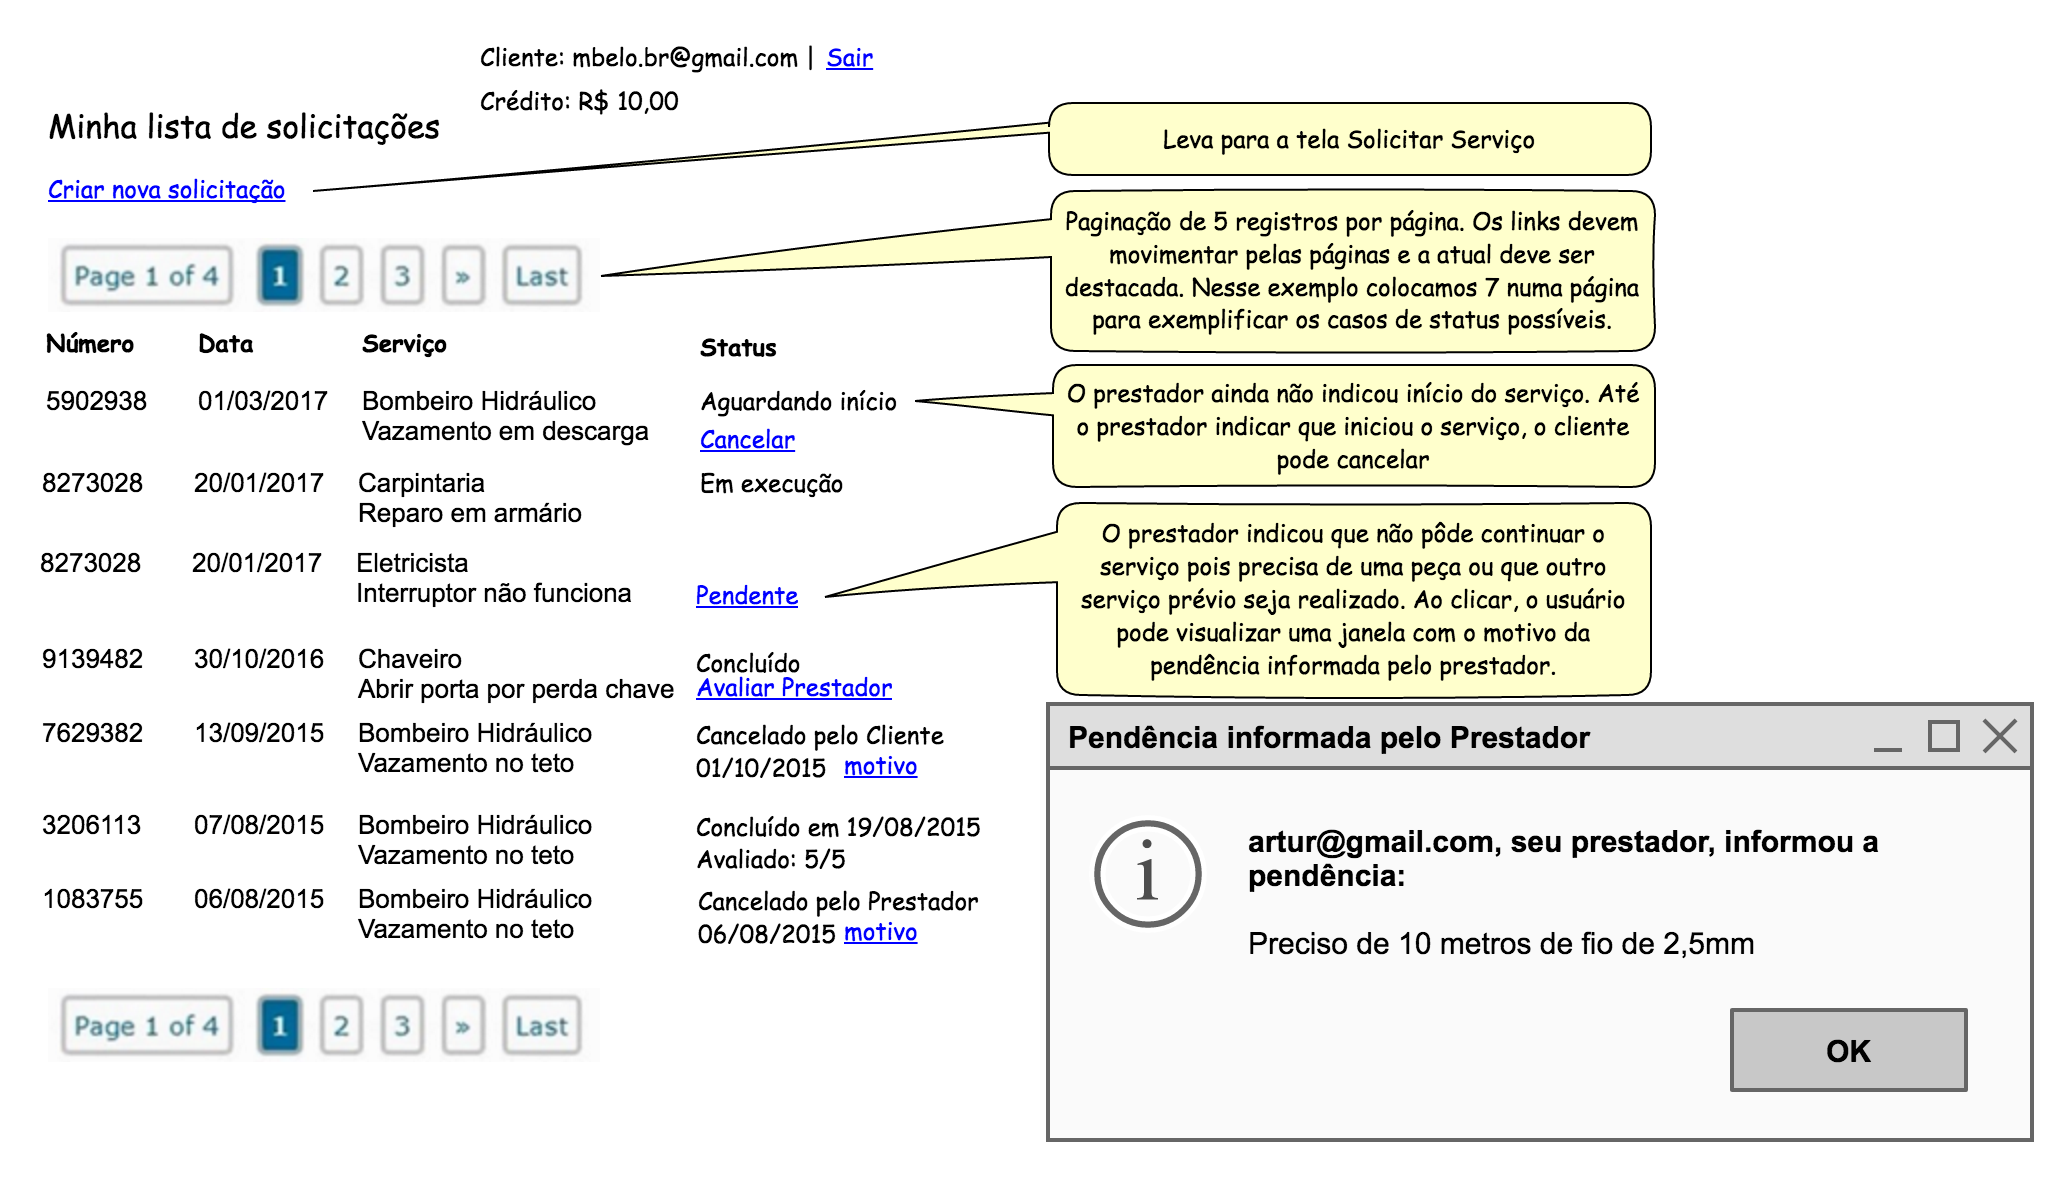 Cliente: mbelo.br@gmail.com | Sair
Crédito: R$ 10,00
Minha lista de solicitações
Criar nova solicitação
Leva para a tela Solicitar Serviço
Page 1 of 4 1 2 3 » Last
Paginação de 5 registros por página. Os links devem
movimentar pelas páginas e a atual deve ser
destacada. Nesse exemplo colocamos 7 numa página
para exemplificar os casos de status possíveis.
Número Data Serviço Status
5902938 01/03/2017 Bombeiro Hidráulico Aguardando início
Vazamento em descarga Cancelar
O prestador ainda não indicou início do serviço. Até
o prestador indicar que iniciou o serviço, o cliente
pode cancelar
8273028 20/01/2017 Carpintaria Em execução
Reparo em armário
8273028 20/01/2017 Eletricista
Interruptor não funciona Pendente
O prestador indicou que não pôde continuar o
serviço pois precisa de uma peça ou que outro
serviço prévio seja realizado. Ao clicar, o usuário
pode visualizar uma janela com o motivo da
pendência informada pelo prestador.
9139482 30/10/2016 Chaveiro Concluído
Abrir porta por perda chave Avaliar Prestador
7629382 13/09/2015 Bombeiro Hidráulico Cancelado pelo Cliente
Vazamento no teto 01/10/2015 motivo
3206113 07/08/2015 Bombeiro Hidráulico Concluído em 19/08/2015
Vazamento no teto Avaliado: 5/5
1083755 06/08/2015 Bombeiro Hidráulico Cancelado pelo Prestador
Vazamento no teto 06/08/2015 motivo
Page 1 of 4 1 2 3 » Last
Pendência informada pelo Prestador
artur@gmail.com, seu prestador, informou a
pendência:
Preciso de 10 metros de fio de 2,5mm
OK